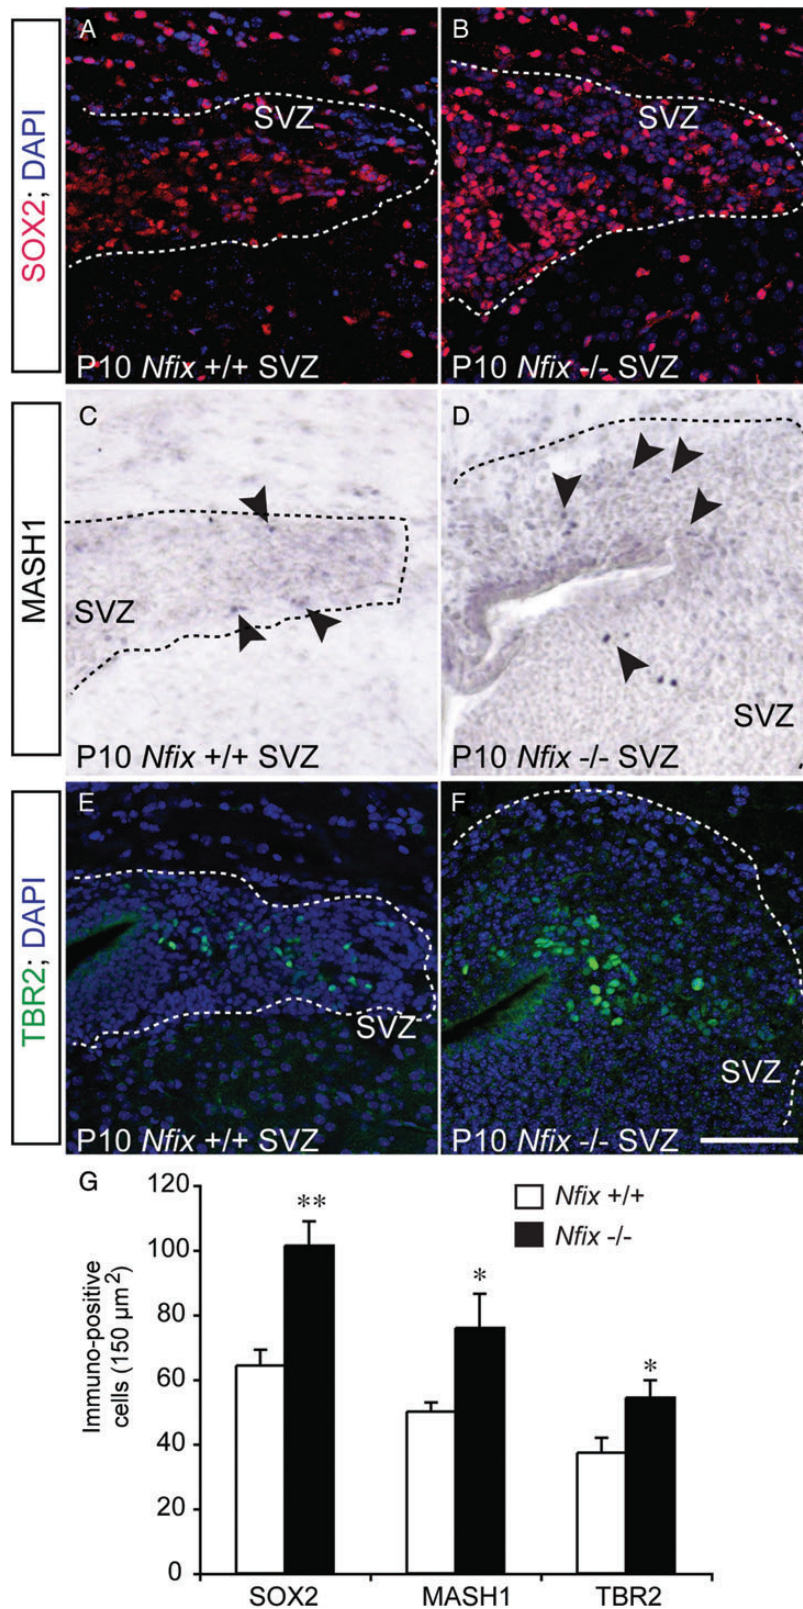 SOX2; DAPI
A
SVZ
P10 Nfix +/+ SVZ
B
SVZ
P10 Nfix -/- SVZ
MASH1
C
SVZ
P10 Nfix +/+ SVZ
D
SVZ
P10 Nfix -/- SVZ
TBR2; DAPI
E
SVZ
P10 Nfix +/+ SVZ
F
SVZ
P10 Nfix -/- SVZ
G
Immuno-positive
cells (150 µm²)
120
100
80
60
40
20
0
**
*
*
Nfix +/+
Nfix -/-
SOX2
MASH1
TBR2